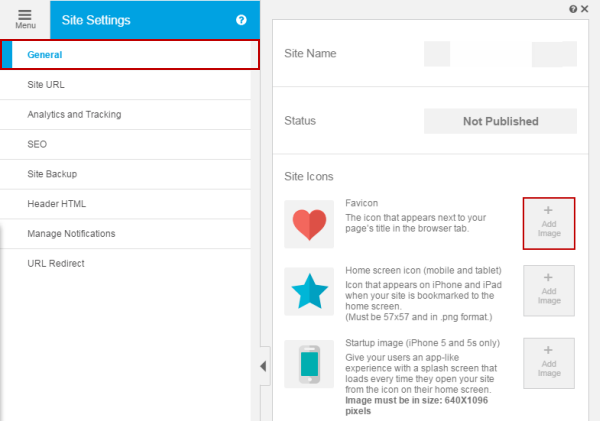 Menu
Site Settings
?
General
Site URL
Analytics and Tracking
SEO
Site Backup
Header HTML
Manage Notifications
URL Redirect
Site Name
Status
Not Published
Site Icons
Favicon
The icon that appears next to your
page's title in the browser tab.
+
Add
Image
Home screen icon (mobile and tablet)
Icon that appears on iPhone and iPad
when your site is bookmarked to the
home screen.
(Must be 57x57 and in .png format.)
+
Add
Image
Startup image (iPhone 5 and 5s only)
Give your users an app-like
experience with a splash screen that
loads every time they open your site
from the icon on their home screen.
Image must be in size: 640X1096
pixels
+
Add
Image